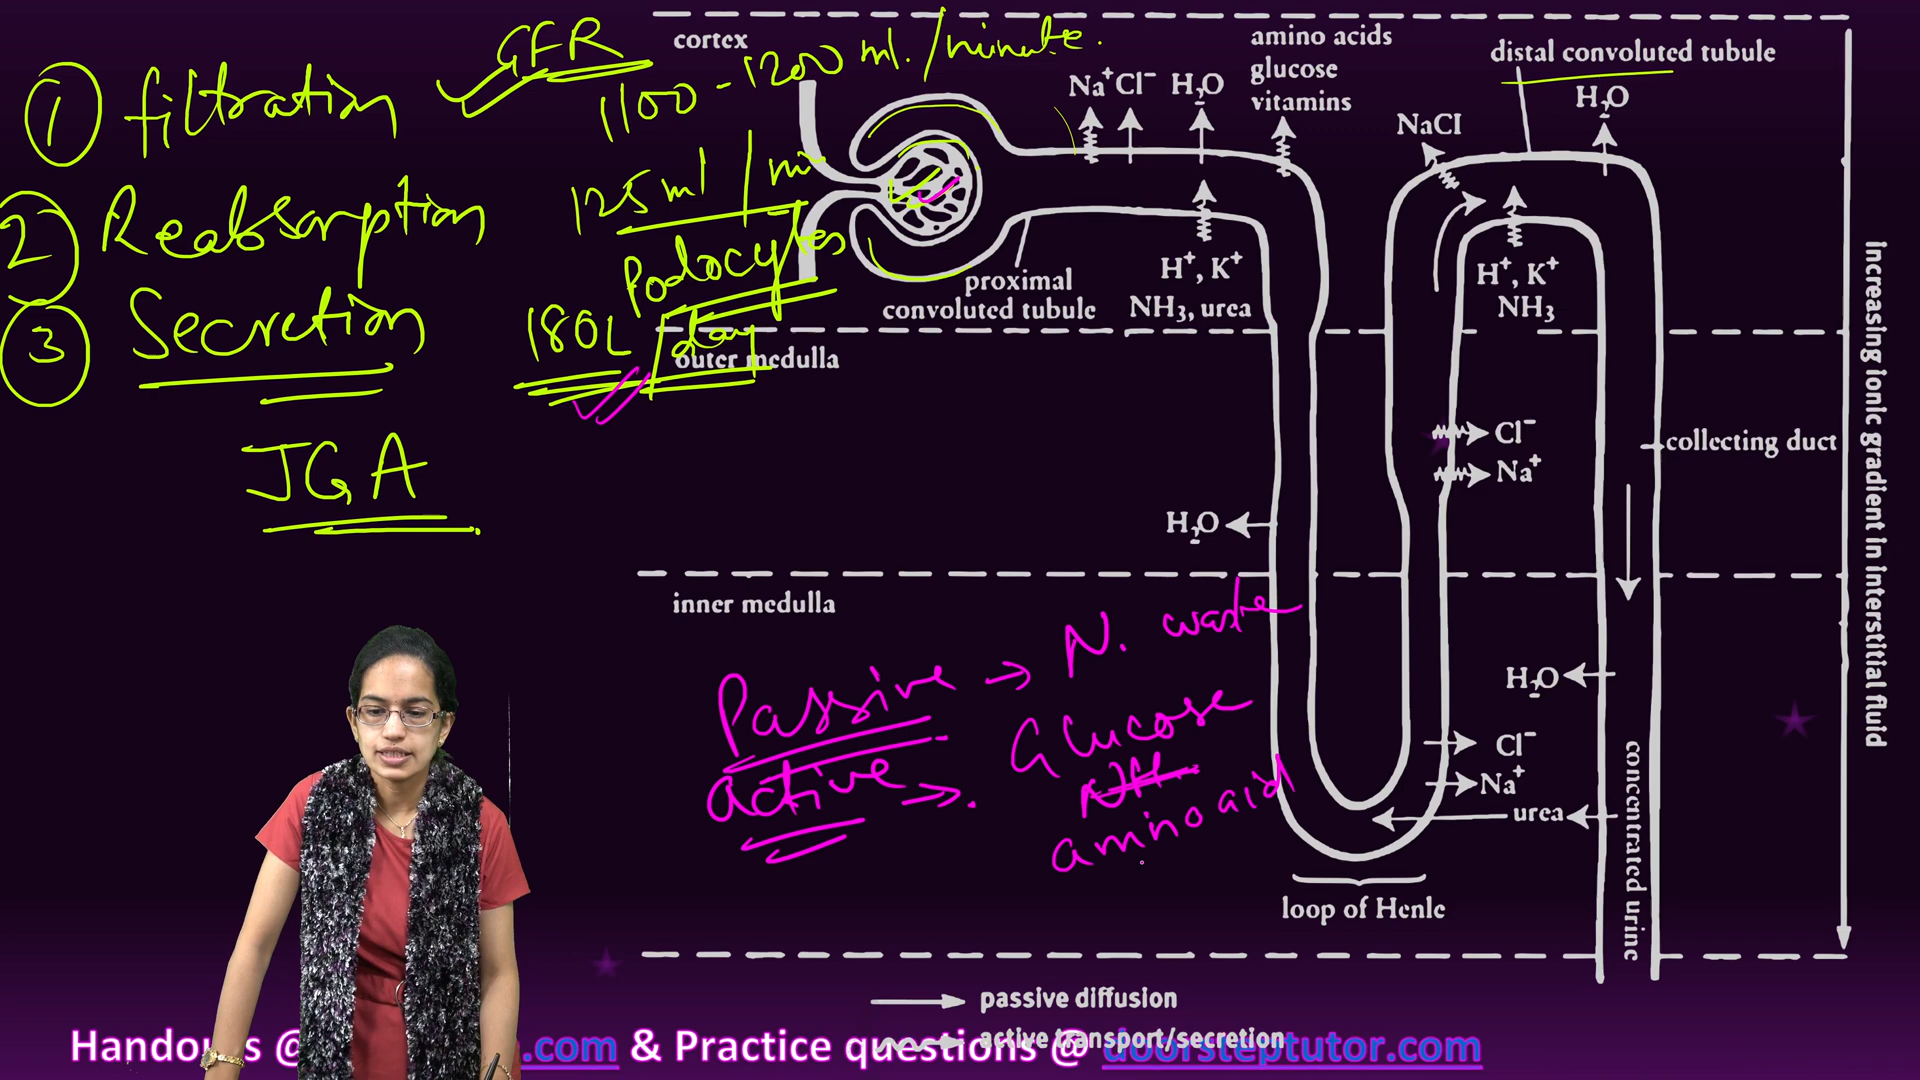 ① filtration
GFR
1100 - 1200 ml./minute.
② Reabsorption
125 ml / mi
Podocytes
③ Secretion
180L / day
JGA
cortex
Na⁺ Cl⁻ H₂O
amino acids
glucose
vitamins
distal convoluted tubule
H₂O
NaCl
proximal
convoluted tubule
H⁺, K⁺
NH₃, urea
H⁺, K⁺
NH₃
outer medulla
Cl⁻
Na⁺
collecting duct
H₂O
increasing ionic gradient in interstitial fluid
inner medulla
Passive → N. waste
active → Glucose
amino aid
H₂O
Cl⁻
Na⁺
urea
concentrated urine
loop of Henle
passive diffusion
active transport/secretion
Handou s @ .com & Practice questions @ doorsteptutor.com